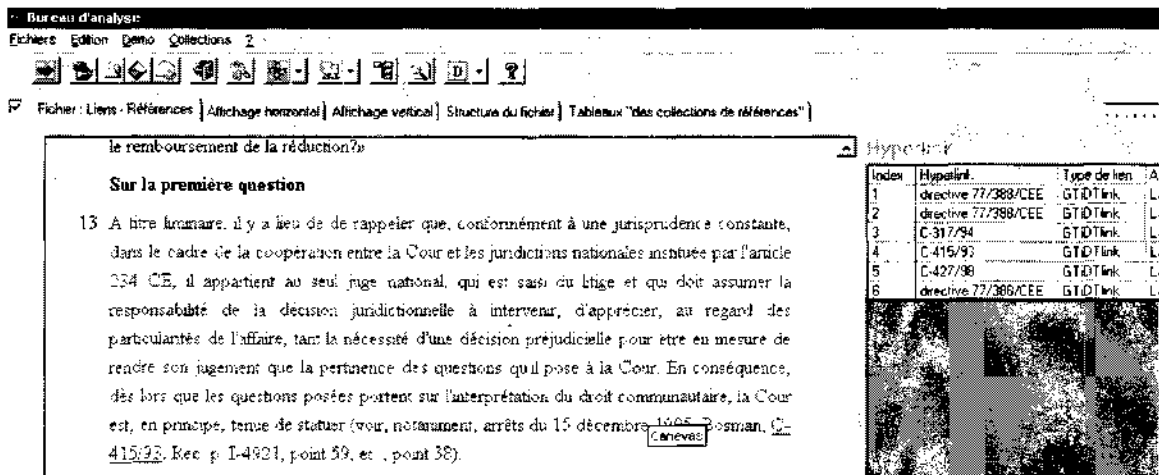 Bureau d'analyse
Fichiers Edition Demo Collections ?
D ?
Fichier : Liens - Références Affichage horizontal Affichage vertical Structure du fichier Tableaux "des collections de références"
le remboursement de la réduction?»
Sur la première question
13 A titre liminaire, il y a lieu de de rappeler que, conformément à une jurisprudence constante,
dans le cadre de la coopération entre la Cour et les juridictions nationales instituée par l'article
234 CE, il appartient au seul juge national, qui est saisi du litige et qui doit assumer la
responsabilité de la décision juridictionnelle à intervenir, d'apprécier, au regard des
particularités de l'affaire, tant la nécessité d'une décision préjudicielle pour être en mesure de
rendre son jugement que la pertinence des questions qu'il pose à la Cour. En conséquence,
dès lors que les questions posées portent sur l'interprétation du droit communautaire, la Cour
est, en principe, tenue de statuer (voir, notamment, arrêts du 15 décembre 1995, Bosman, C-
Canevas
415/93, Rec. p. I-4921, point 59, et , point 38).
Hyperlink
Index Hyperlink Type de lien A
1 directive 77/388/CEE GTiDTlink L
2 directive 77/388/CEE GTiDTlink L
3 C-317/94 GTiDTlink L
4 C-415/93 GTiDTlink L
5 C-427/98 GTiDTlink L
6 directive 77/388/CEE GTiDTlink L